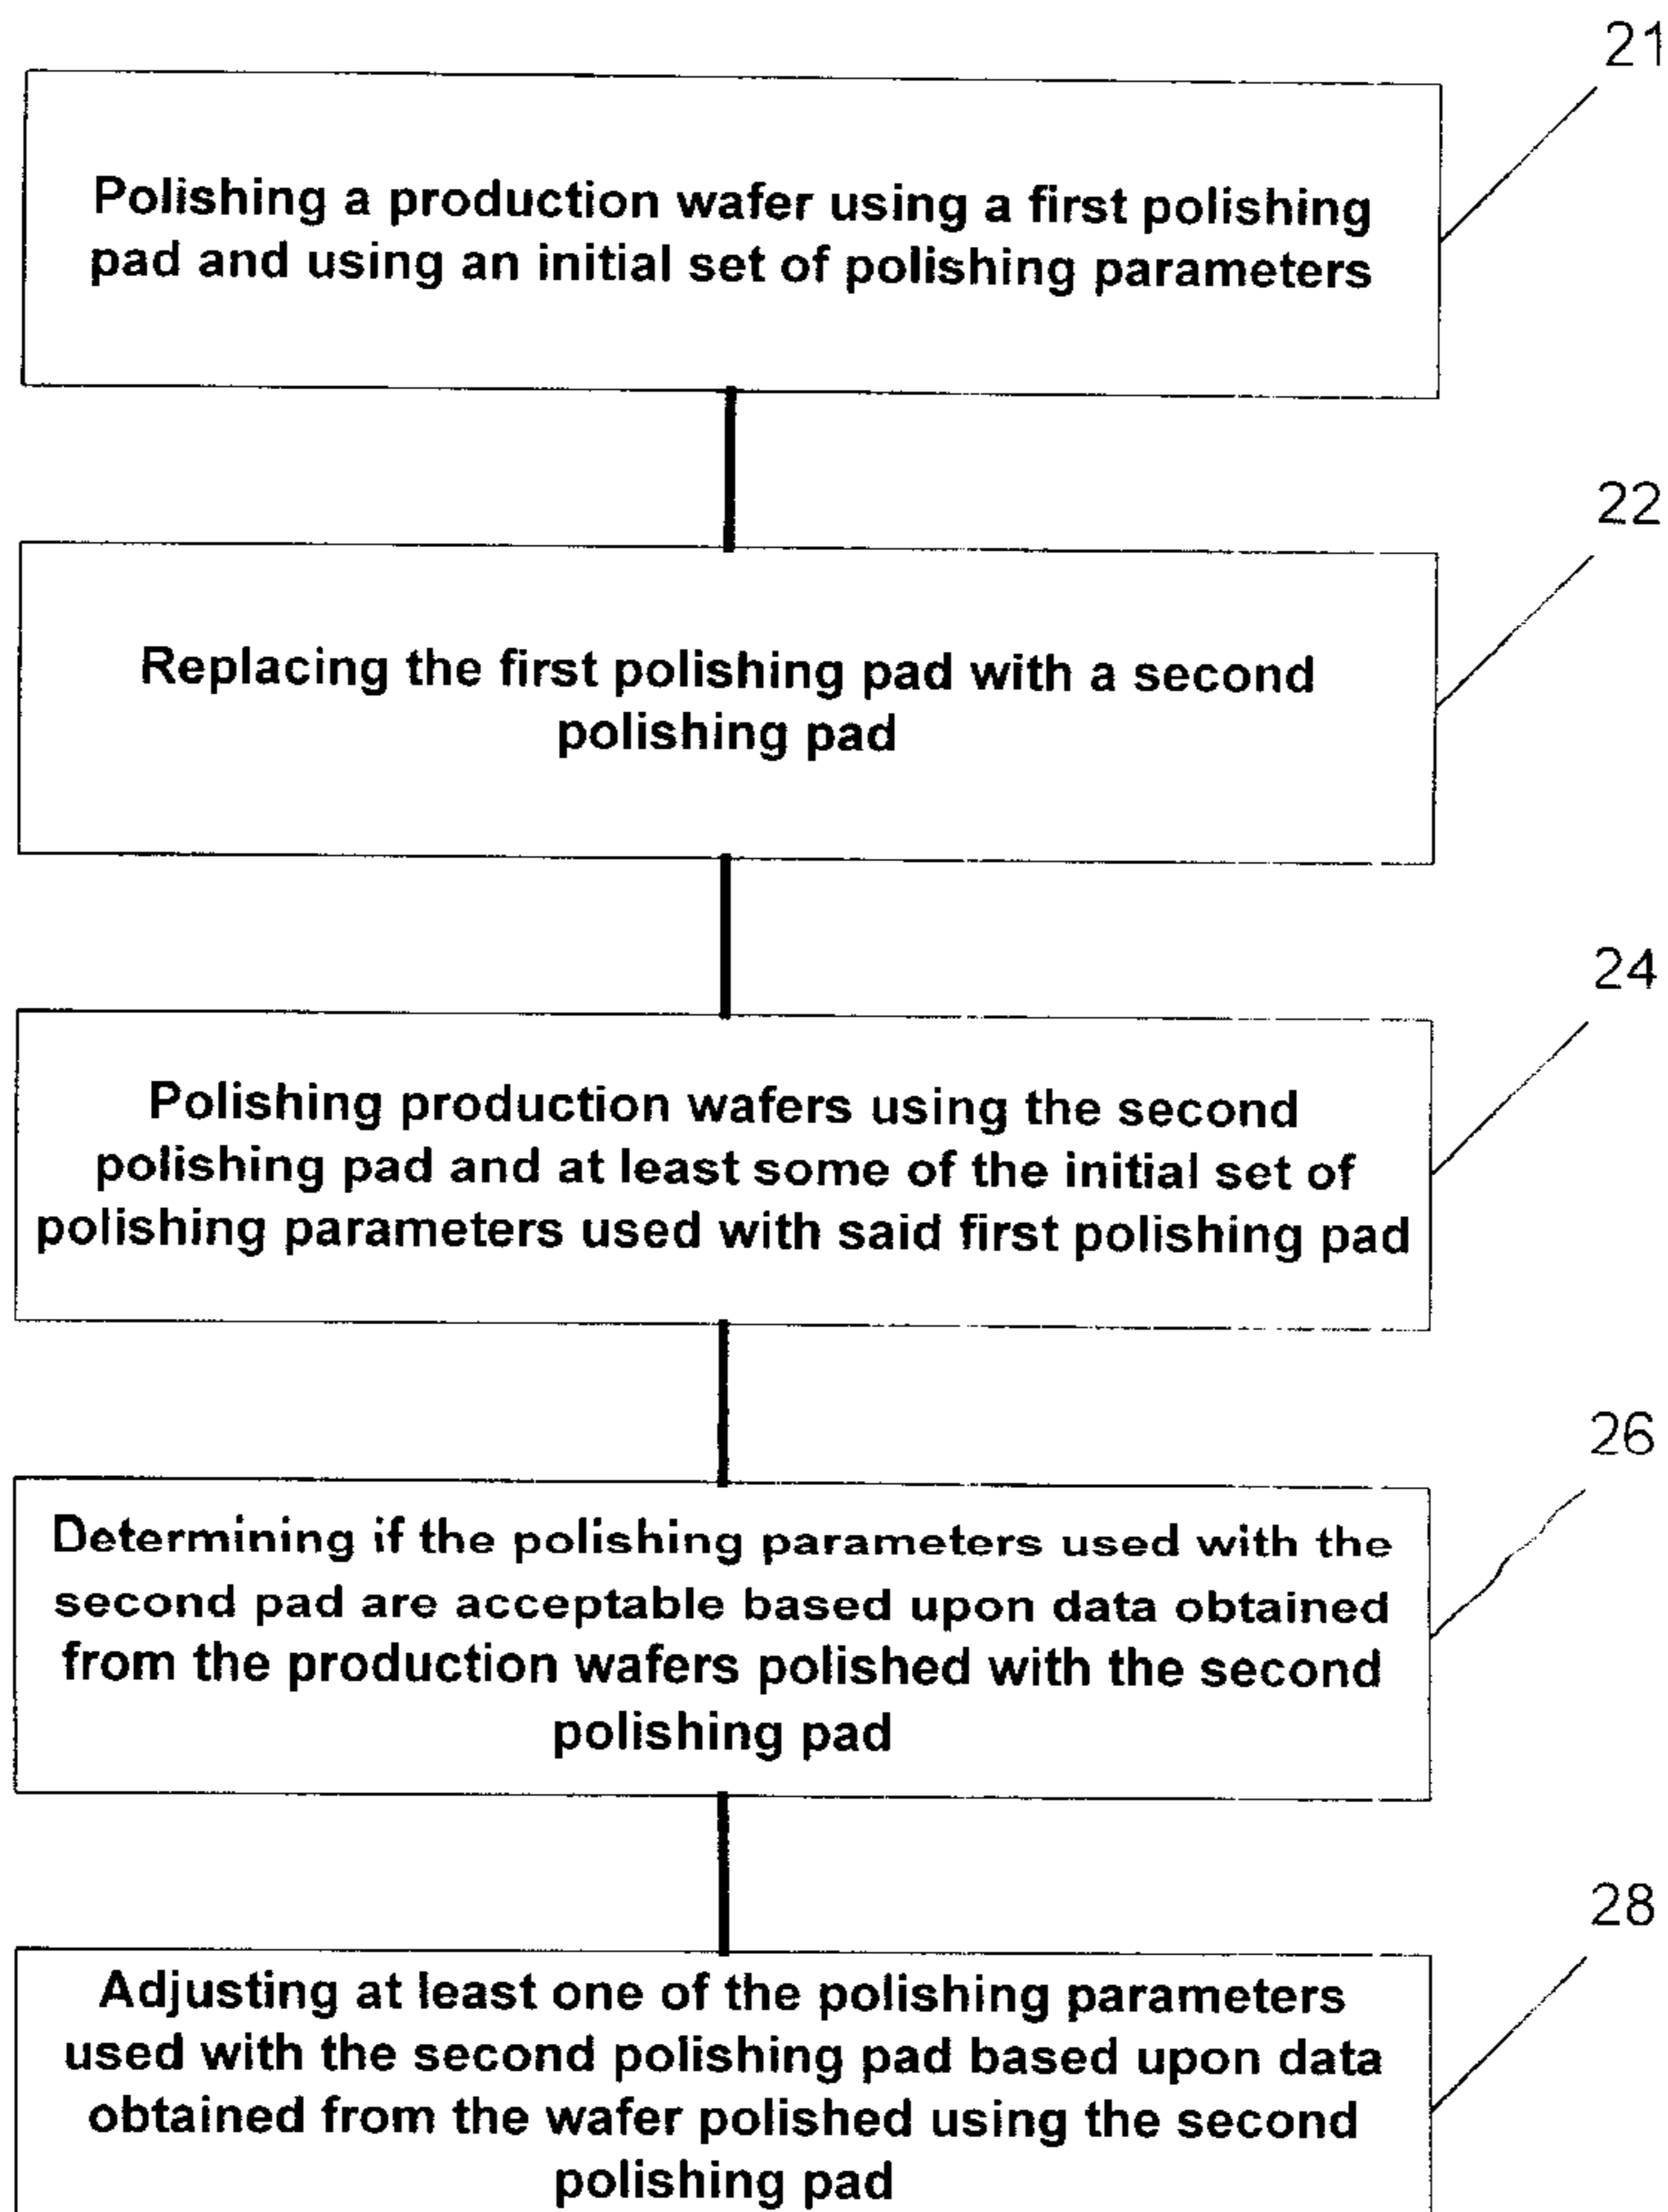 21
Polishing a production wafer using a first polishing
pad and using an initial set of polishing parameters
22
Replacing the first polishing pad with a second
polishing pad
24
Polishing production wafers using the second
polishing pad and at least some of the initial set of
polishing parameters used with said first polishing pad
26
Determining if the polishing parameters used with the
second pad are acceptable based upon data obtained
from the production wafers polished with the second
polishing pad
28
Adjusting at least one of the polishing parameters
used with the second polishing pad based upon data
obtained from the wafer polished using the second
polishing pad